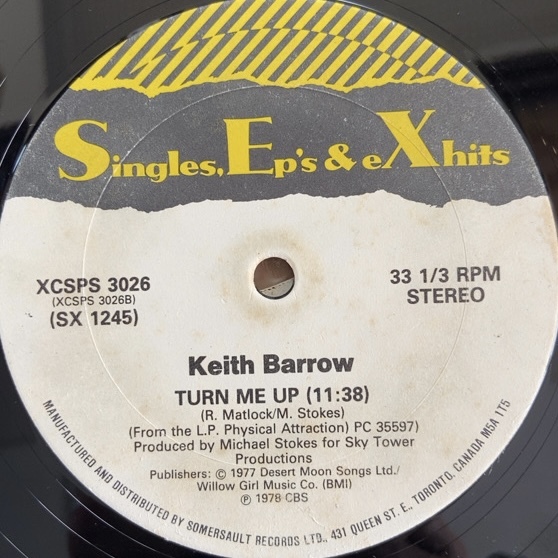 Singles, Ep's & eXhits
XCSPS 3026
(XCSPS 3026B)
(SX 1245)
33 1/3 RPM
STEREO
Keith Barrow
TURN ME UP (11:38)
(R. Matlock/M. Stokes)
(From the L.P. Physical Attraction) PC 35597)
Produced by Michael Stokes for Sky Tower
Productions
Publishers: © 1977 Desert Moon Songs Ltd./
Willow Girl Music Co. (BMI)
℗ 1978 CBS
MANUFACTURED AND DISTRIBUTED BY SOMERSAULT RECORDS LTD., 431 QUEEN ST. E., TORONTO, CANADA M5A 1T5